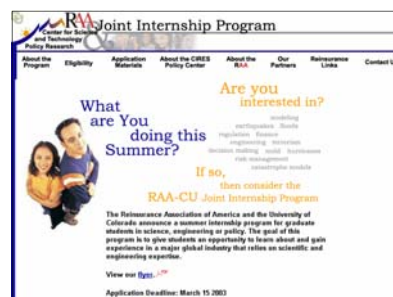 RAA Joint Internship Program
Center for Science
and Technology
Policy Research
About the Program
Eligibility
Application Materials
About the CIRES Policy Center
About the RAA
Our Partners
Reinsurance Links
Contact U
Are you
interested in?
What
are You
doing this
Summer?
modeling
earthquakes floods
regulation finance
engineering terrorism
decision making mold hurricanes
risk management
catastrophe models
If so,
then consider the
RAA-CU Joint Internship Program
The Reinsurance Association of America and the University of
Colorado announce a summer internship program for graduate
students in science, engineering or policy. The goal of this
program is to give students an opportunity to learn about and gain
experience in a major global industry that relies on scientific and
engineering expertise.
View our flyer.
Application Deadline: March 15 2003